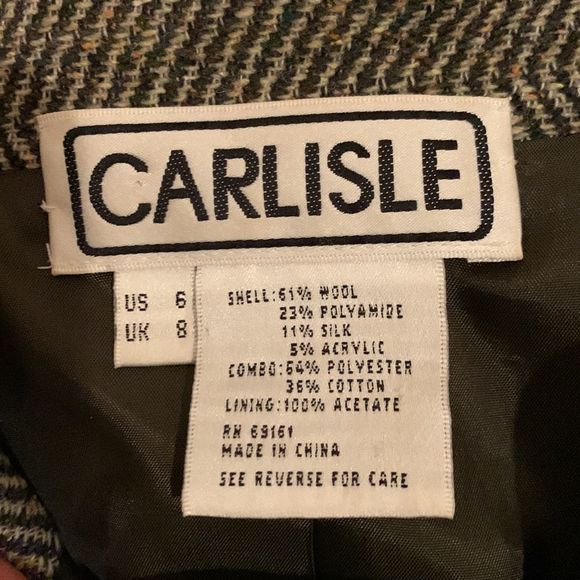 CARLISLE
US 6
UK 8
SHELL:61% WOOL
23% POLYAMIDE
11% SILK
5% ACRYLIC
COMBO:64% POLYESTER
36% COTTON
LINING:100% ACETATE
RN 69161
MADE IN CHINA
SEE REVERSE FOR CARE